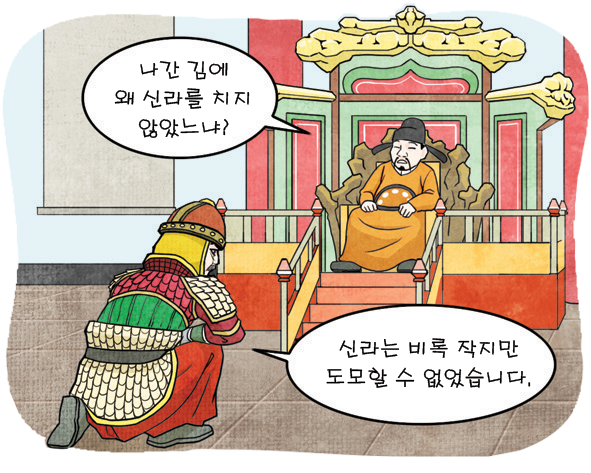 나간 김에
왜 신라를 치지
않았느냐?
신라는 비록 작지만
도모할 수 없었습니다.